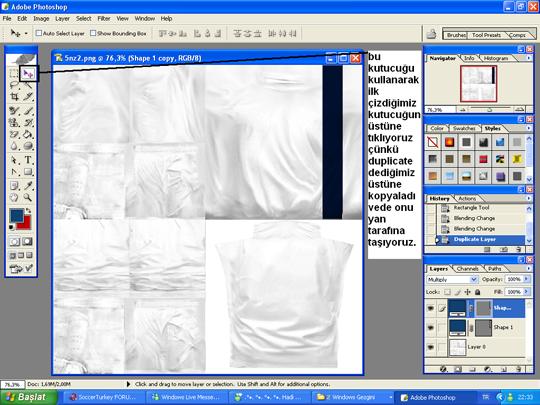 Adobe Photoshop
File Edit Image Layer Select Filter View Window Help
Auto Select Layer Show Bounding Box
Brushes Tool Presets Comps
5nz2.png @ 76,3% (Shape 1 copy, RGB/8)
bu
kutucuğu
kullanarak
ilk
çizdiğimiz
kutucuğun
üstüne
tıklıyoruz
çünkü
duplicate
dediğimiz
üstüne
kopyaladı
vede onu
yan
tarafına
taşıyoruz.
Navigator Info Histogram
76,3%
Color Swatches Styles
History Actions
Rectangle Tool
Blending Change
Blending Change
Duplicate Layer
Layers Channels Paths
Multiply Opacity: 100%
Lock: Fill: 100%
Shap...
Shape 1
Layer 0
76,3% Doc: 1,69M/2,00M Click and drag to move layer or selection. Use Shift and Alt for additional options.
Başlat SoccerTurkey FORU... Windows Live Messe... .*. *. *. Hadi ... 2 Windows Gezgini Adobe Photoshop TR 22:33